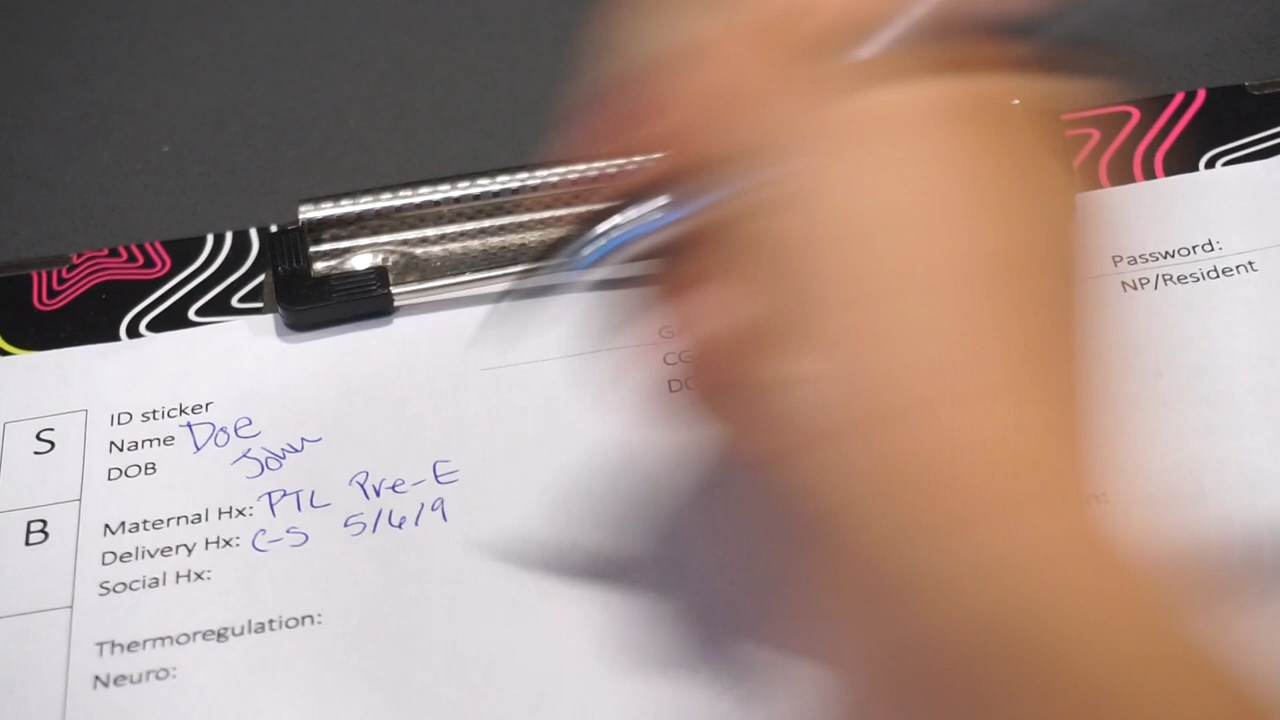 Password:
NP/Resident
ID sticker
S
Name Doe
DOB John
B
Maternal Hx: PTL Pre-E
Delivery Hx: C-S 5/6/9
Social Hx:
Thermoregulation:
Neuro: